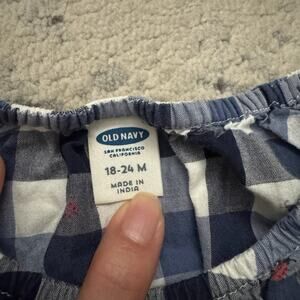 OLD NAVY
SAN FRANCISCO
CALIFORNIA
18-24 M
MADE IN
INDIA